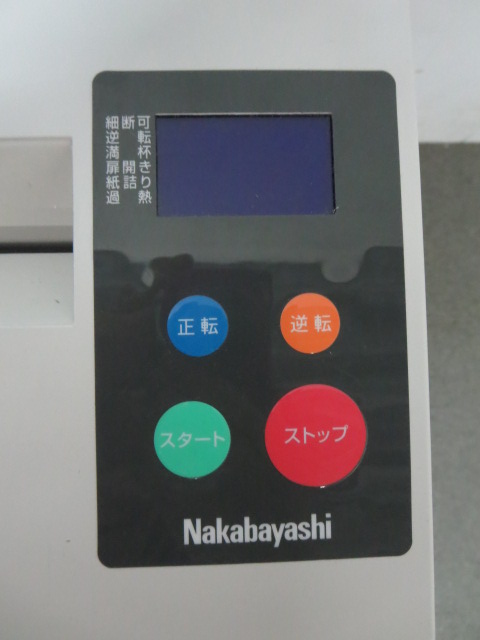 細断可
逆　転
満　杯
扉開き
紙詰り
過　熱
正転
逆転
スタート
ストップ
Nakabayashi